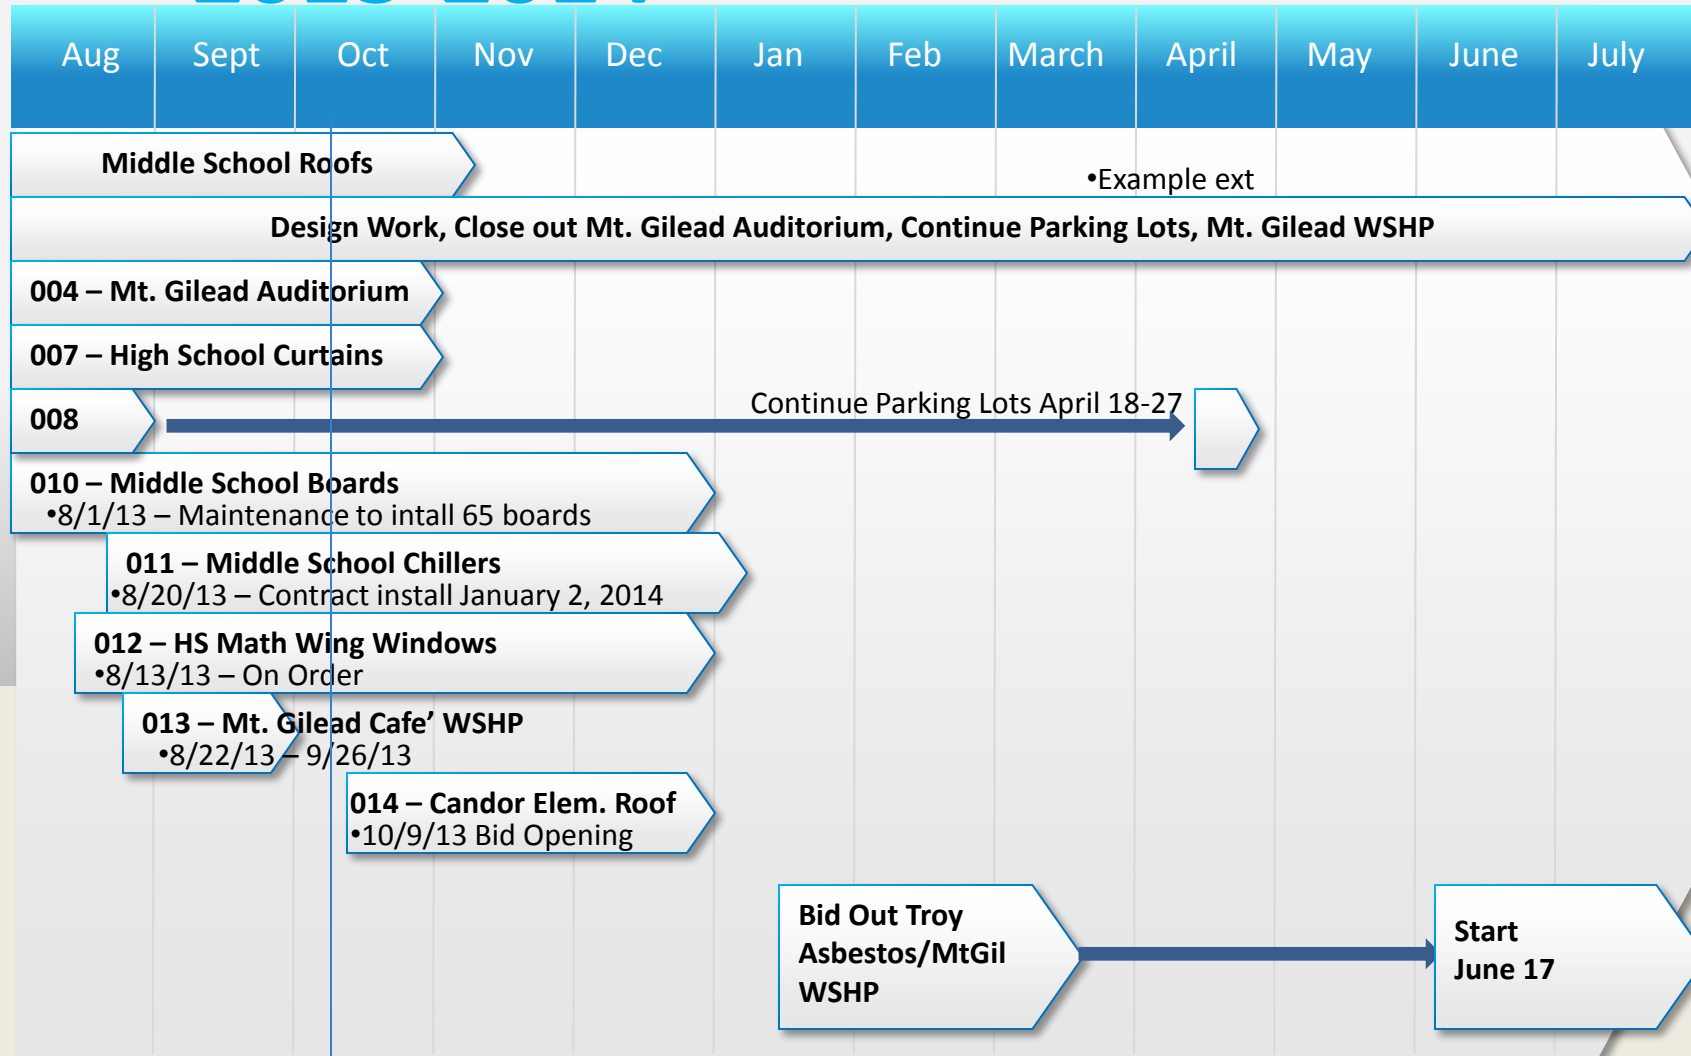 Aug Sept Oct Nov Dec Jan Feb March April May June July
Middle School Roofs
•Example ext
Design Work, Close out Mt. Gilead Auditorium, Continue Parking Lots, Mt. Gilead WSHP
004 – Mt. Gilead Auditorium
007 – High School Curtains
008
Continue Parking Lots April 18-27
010 – Middle School Boards
•8/1/13 – Maintenance to intall 65 boards
011 – Middle School Chillers
•8/20/13 – Contract install January 2, 2014
012 – HS Math Wing Windows
•8/13/13 – On Order
013 – Mt. Gilead Cafe’ WSHP
•8/22/13 – 9/26/13
014 – Candor Elem. Roof
•10/9/13 Bid Opening
Bid Out Troy
Asbestos/MtGil
WSHP
Start
June 17